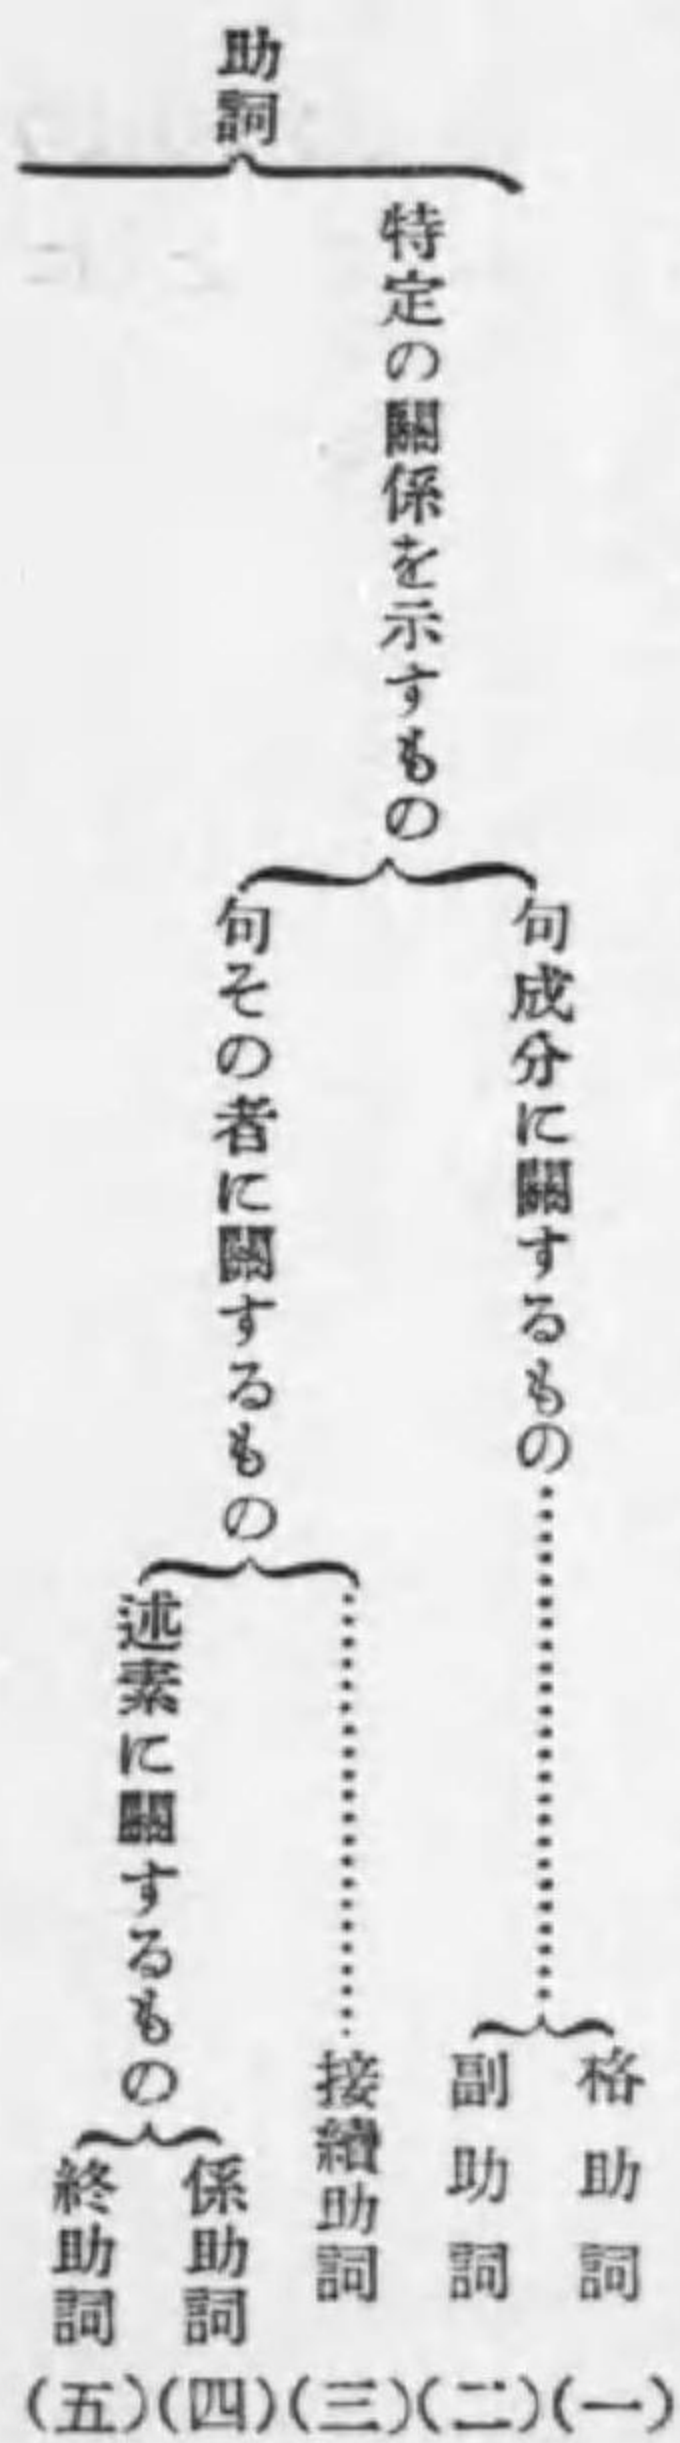 助詞
特定の關係を示すもの
句成分に關するもの
格助詞(一)
副助詞(二)
句その者に關するもの
接續助詞(三)
述素に關するもの
係助詞(四)
終助詞(五)